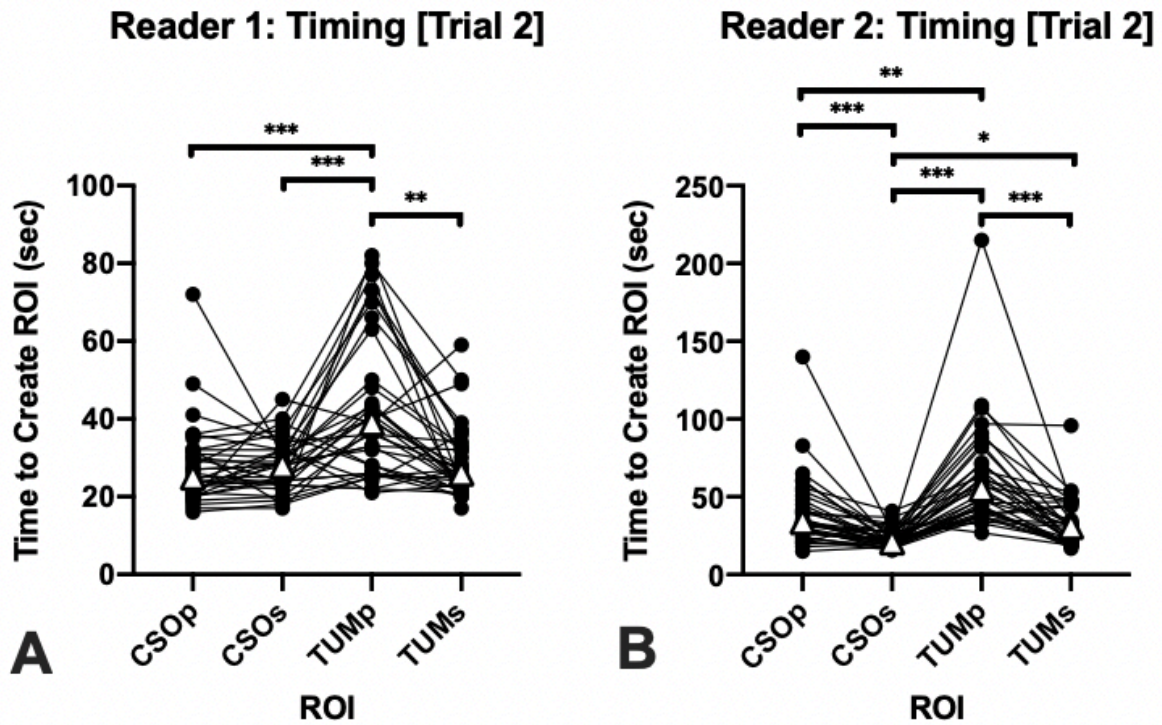 Reader 1: Timing [Trial 2]
***
***
**
100
80
60
40
20
0
Time to Create ROI (sec)
CSOp
CSOs
TUMp
TUMs
ROI
A
Reader 2: Timing [Trial 2]
**
***
*
***
***
250
200
150
100
50
0
Time to Create ROI (sec)
CSOp
CSOs
TUMp
TUMs
ROI
B